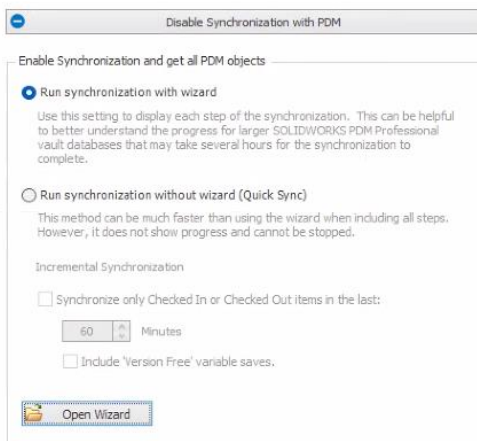 Disable Synchronization with PDM
Enable Synchronization and get all PDM objects
Run synchronization with wizard
Use this setting to display each step of the synchronization. This can be helpful
to better understand the progress for larger SOLIDWORKS PDM Professional
vault databases that may take several hours for the synchronization to
complete.
Run synchronization without wizard (Quick Sync)
This method can be much faster than using the wizard when including all steps.
However, it does not show progress and cannot be stopped.
Incremental Synchronization
Synchronize only Checked In or Checked Out items in the last:
60 Minutes
Include 'Version Free' variable saves.
Open Wizard